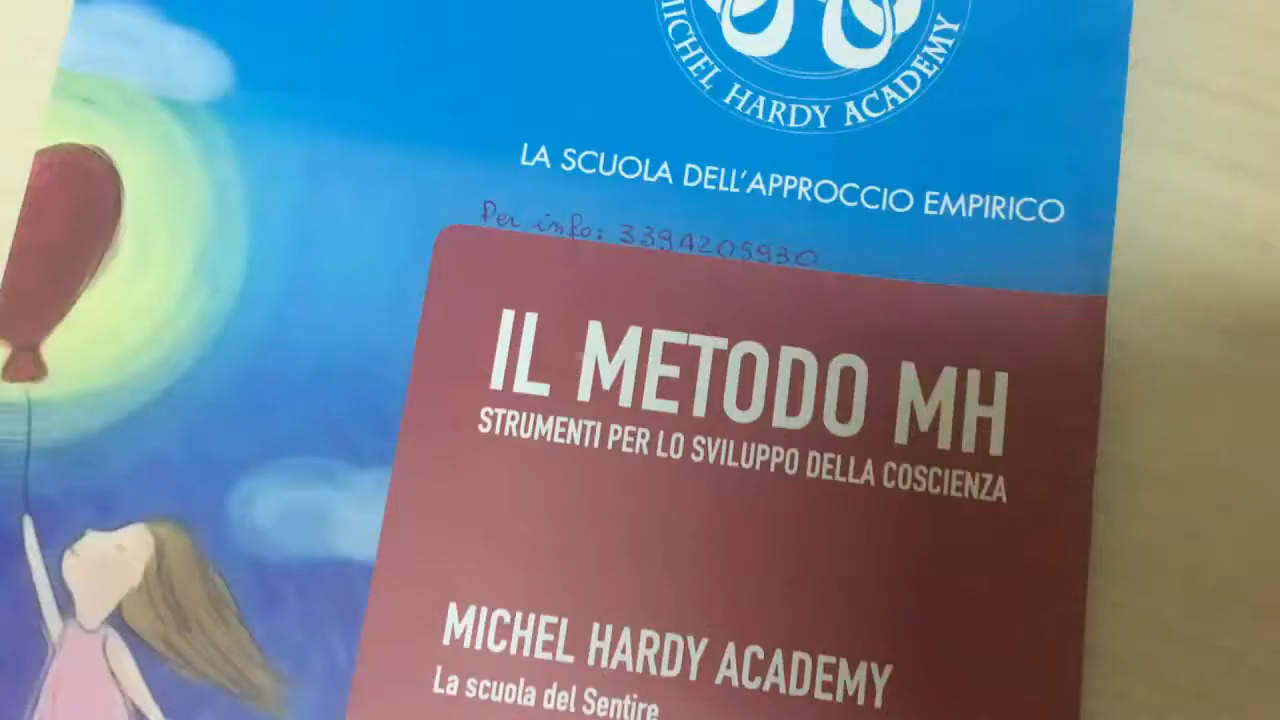 MICHEL HARDY ACADEMY
LA SCUOLA DELL'APPROCCIO EMPIRICO
Per info: 3394205930
IL METODO MH
STRUMENTI PER LO SVILUPPO DELLA COSCIENZA
MICHEL HARDY ACADEMY
La scuola del Sentire